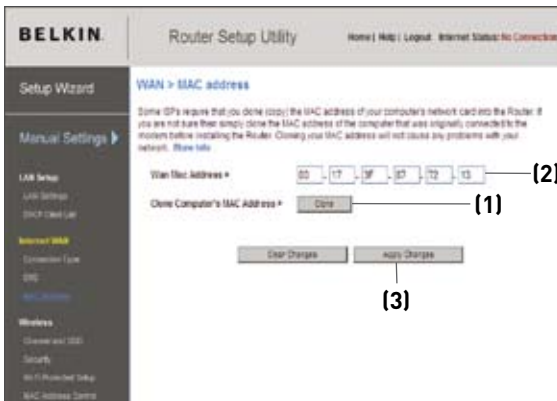 BELKIN
Router Setup Utility
Home | Help | Logout Internet Status: No Connection
Setup Wizard
Manual Settings
LAN Setup
LAN Settings
DHCP Client List
Internet WAN
Connection Type
DNS
MAC Address
Wireless
Channel and SSID
Security
Wi-Fi Protected Setup
MAC Address Control
WAN > MAC address
Some ISPs require that you clone (copy) the MAC address of your computer's network card into the Router. If
you are not sure then simply clone the MAC address of the computer that was originally connected to the
modem before installing the Router. Cloning your MAC address will not cause any problems with your
network. More Info
Wan Mac Address > 00 . 17 . 3F . 87 . 72 . 13
(2)
Clone Computer's MAC Address > Clone
(1)
Clear Changes Apply Changes
(3)